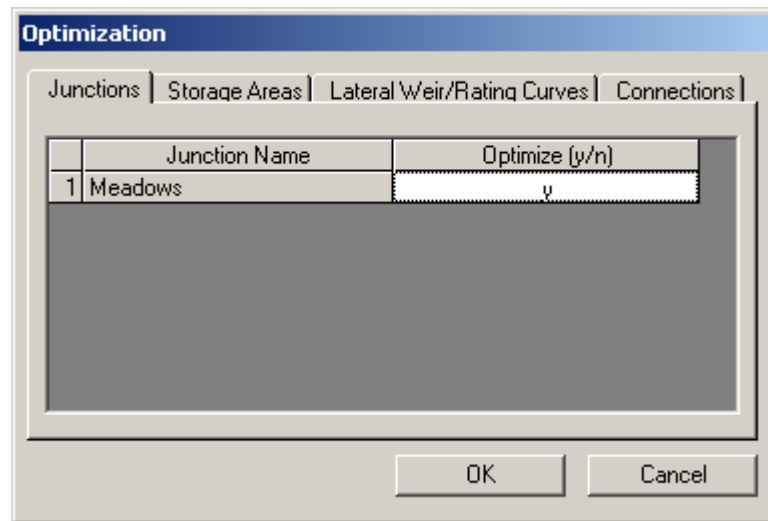 Optimization
Junctions Storage Areas Lateral Weir/Rating Curves Connections
Junction Name Optimize (y/n)
1 Meadows y
OK Cancel